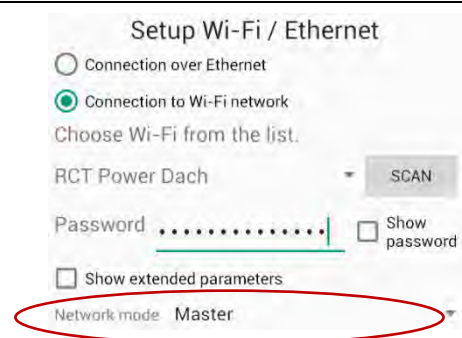 Setup Wi-Fi / Ethernet
Connection over Ethernet
Connection to Wi-Fi network
Choose Wi-Fi from the list.
RCT Power Dach SCAN
Password •••••••••••••• Show password
Show extended parameters
Network mode Master